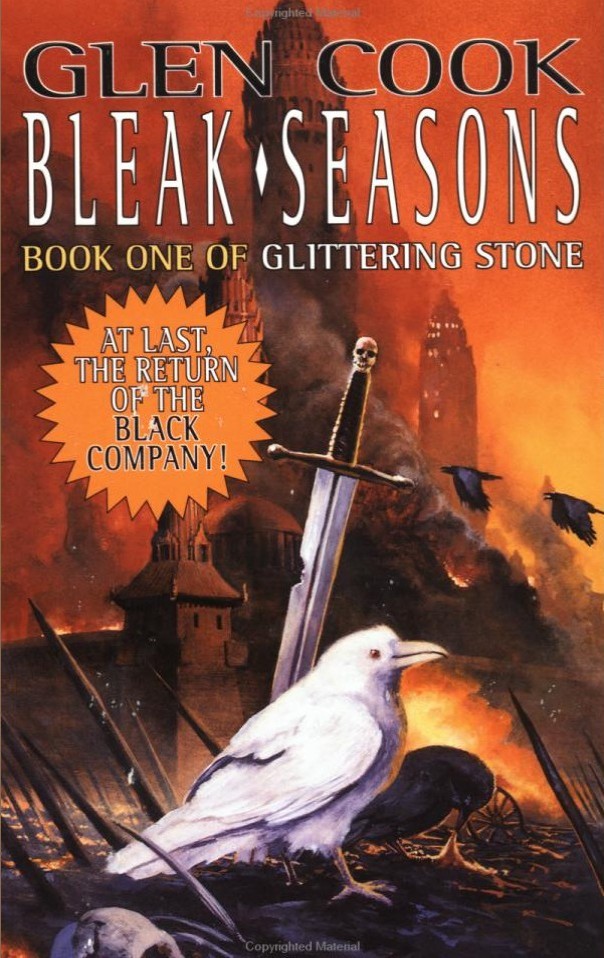 Copyrighted Material
GLEN COOK
BLEAK♦SEASONS
BOOK ONE OF GLITTERING STONE
AT LAST,
THE RETURN
OF THE
BLACK
COMPANY!
Copyrighted Material